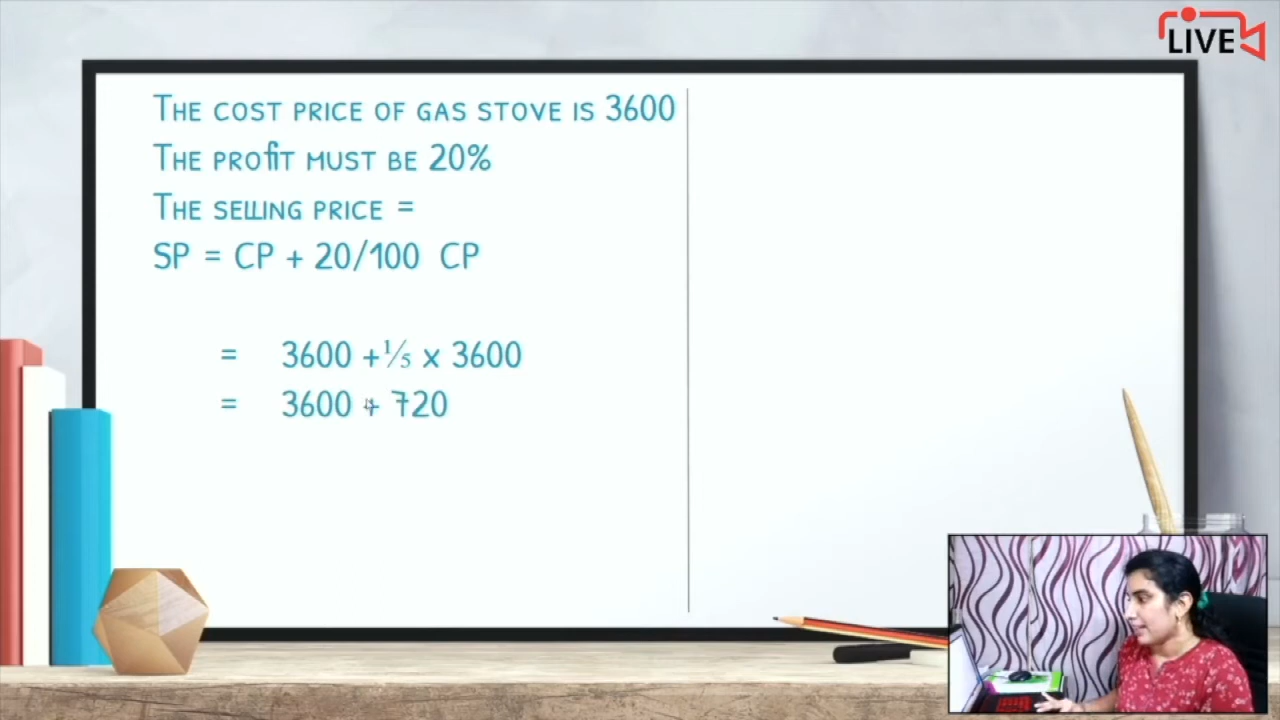 LIVE
THE COST PRICE OF GAS STOVE IS 3600
THE PROFIT MUST BE 20%
THE SELLING PRICE =
SP = CP + 20/100 CP
= 3600 +⅕ x 3600
= 3600 + 720